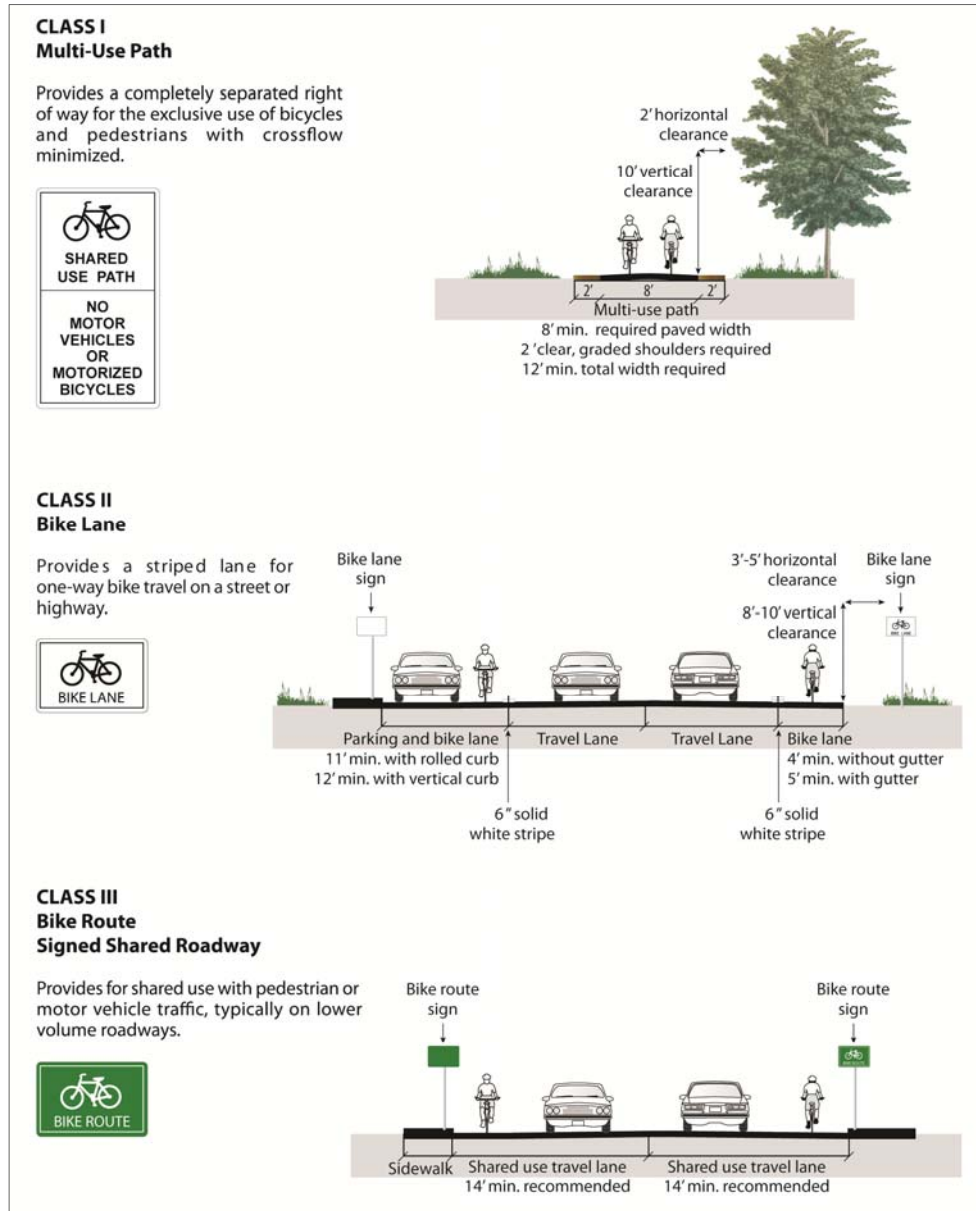 CLASS I
Multi-Use Path
Provides a completely separated right
of way for the exclusive use of bicycles
and pedestrians with crossflow
minimized.
SHARED
USE PATH
NO
MOTOR
VEHICLES
OR
MOTORIZED
BICYCLES
2' horizontal
clearance
10' vertical
clearance
2' 8' 2'
Multi-use path
8' min. required paved width
2 'clear, graded shoulders required
12' min. total width required
CLASS II
Bike Lane
Provides a striped lane for
one-way bike travel on a street or
highway.
BIKE LANE
Bike lane
sign
3'-5' horizontal
clearance
8'-10' vertical
clearance
Bike lane
sign
BIKE LANE
Parking and bike lane
11' min. with rolled curb
12' min. with vertical curb
Travel Lane
Travel Lane
Bike lane
4' min. without gutter
5' min. with gutter
6" solid
white stripe
6" solid
white stripe
CLASS III
Bike Route
Signed Shared Roadway
Provides for shared use with pedestrian or
motor vehicle traffic, typically on lower
volume roadways.
BIKE ROUTE
Bike route
sign
Bike route
sign
BIKE ROUTE
Sidewalk
Shared use travel lane
14' min. recommended
Shared use travel lane
14' min. recommended